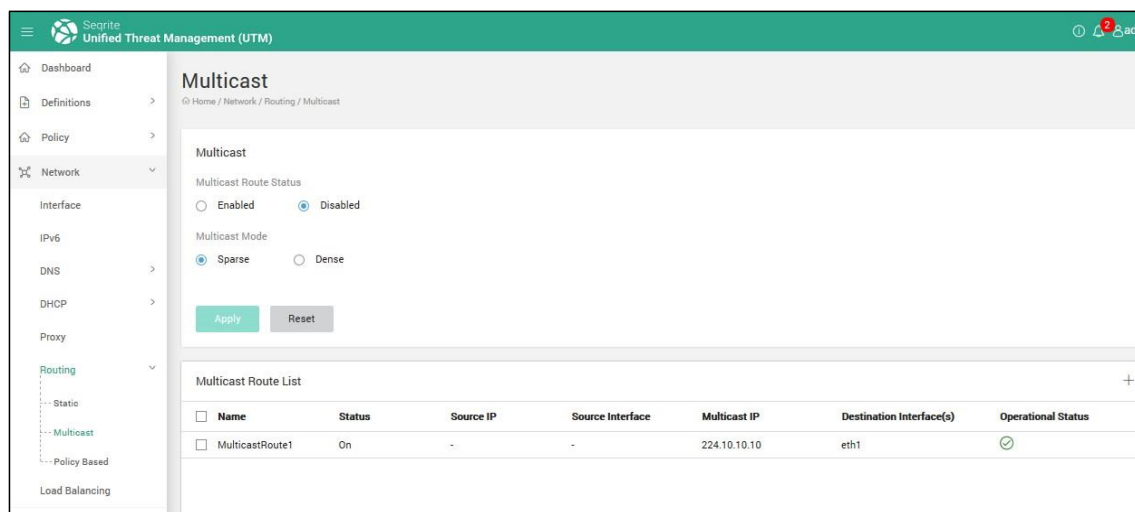 Seqrite
Unified Threat Management (UTM)
2
Dashboard
Definitions
Policy
Network
Interface
IPv6
DNS
DHCP
Proxy
Routing
Static
Multicast
Policy Based
Load Balancing
Multicast
Home / Network / Routing / Multicast
Multicast
Multicast Route Status
Enabled Disabled
Multicast Mode
Sparse Dense
Apply Reset
Multicast Route List
Name Status Source IP Source Interface Multicast IP Destination Interface(s) Operational Status
MulticastRoute1 On - - 224.10.10.10 eth1